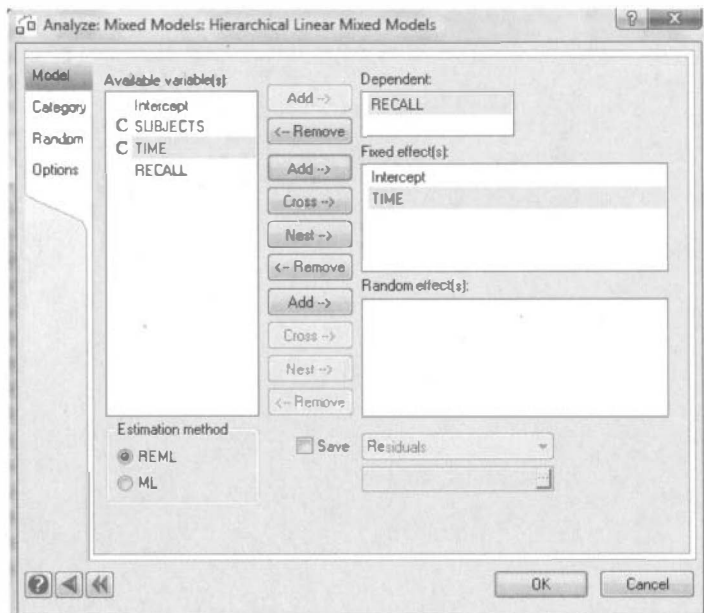 Analyze: Mixed Models: Hierarchical Linear Mixed Models
Model
Category
Random
Options
Available variable(s):
Intercept
C SUBJECTS
C TIME
RECALL
Add -->
<-- Remove
Add -->
Cross -->
Nest -->
<-- Remove
Add -->
Cross -->
Nest -->
<-- Remove
Dependent:
RECALL
Fixed effect(s):
Intercept
TIME
Random effect(s):
Estimation method
REML
ML
Save
Residuals
...
OK
Cancel